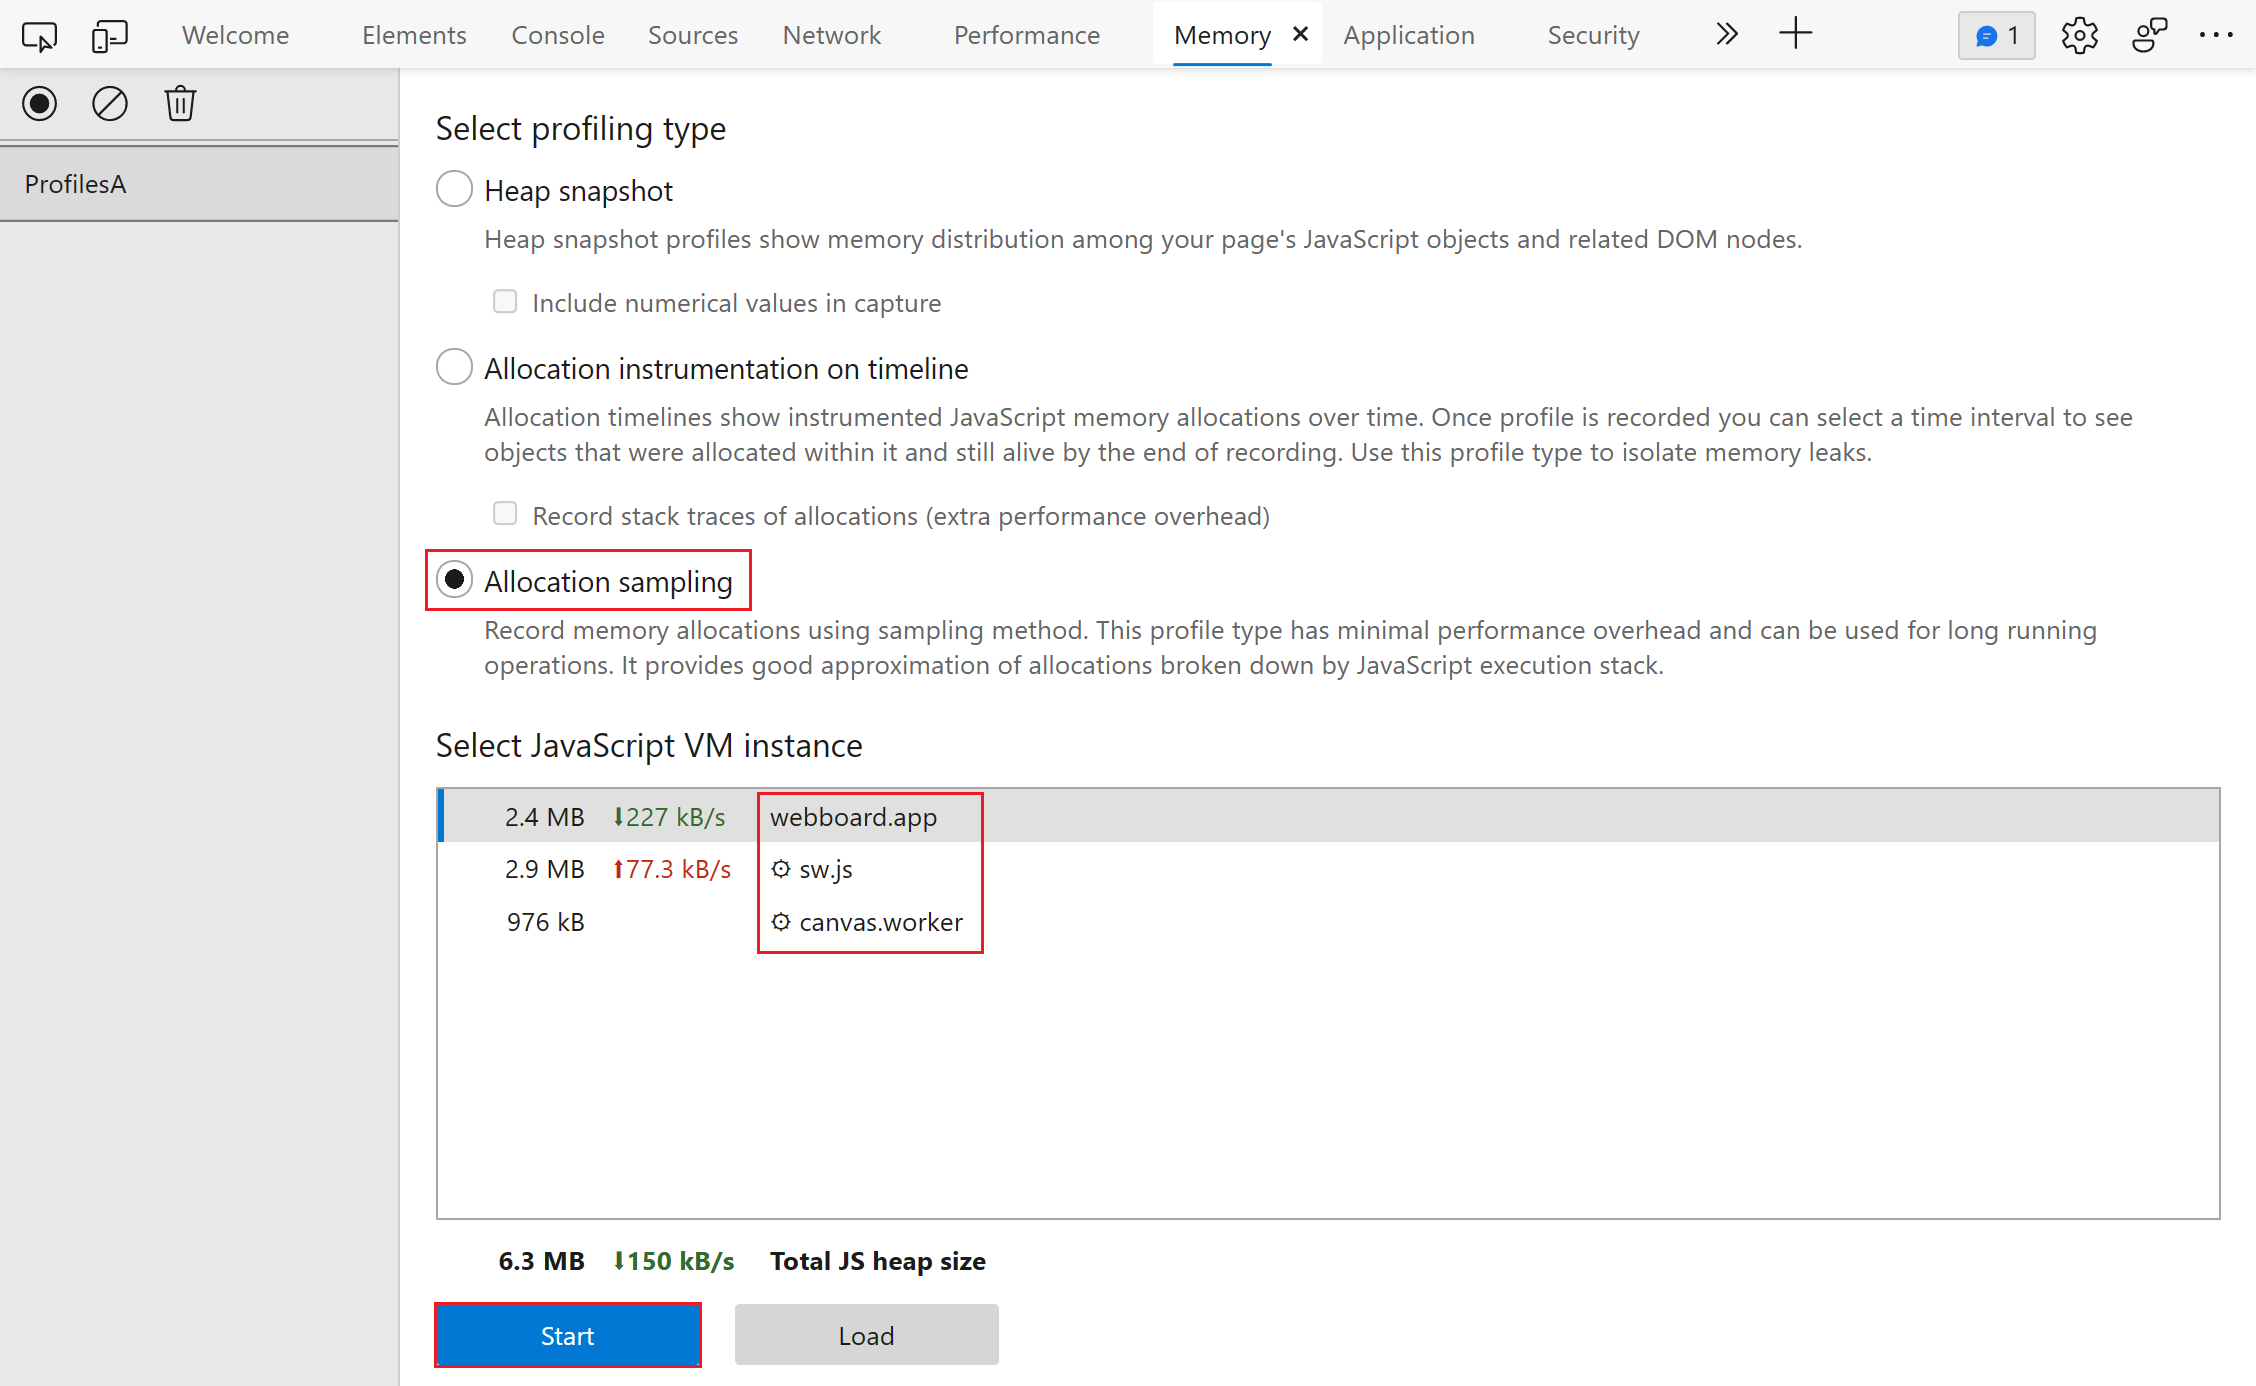 Welcome Elements Console Sources Network Performance Memory Application Security 1
ProfilesA
Select profiling type
Heap snapshot
Heap snapshot profiles show memory distribution among your page's JavaScript objects and related DOM nodes.
Include numerical values in capture
Allocation instrumentation on timeline
Allocation timelines show instrumented JavaScript memory allocations over time. Once profile is recorded you can select a time interval to see
objects that were allocated within it and still alive by the end of recording. Use this profile type to isolate memory leaks.
Record stack traces of allocations (extra performance overhead)
Allocation sampling
Record memory allocations using sampling method. This profile type has minimal performance overhead and can be used for long running
operations. It provides good approximation of allocations broken down by JavaScript execution stack.
Select JavaScript VM instance
2.4 MB ⬇227 kB/s webboard.app
2.9 MB ⬆77.3 kB/s sw.js
976 kB canvas.worker
6.3 MB ⬇150 kB/s Total JS heap size
Start Load